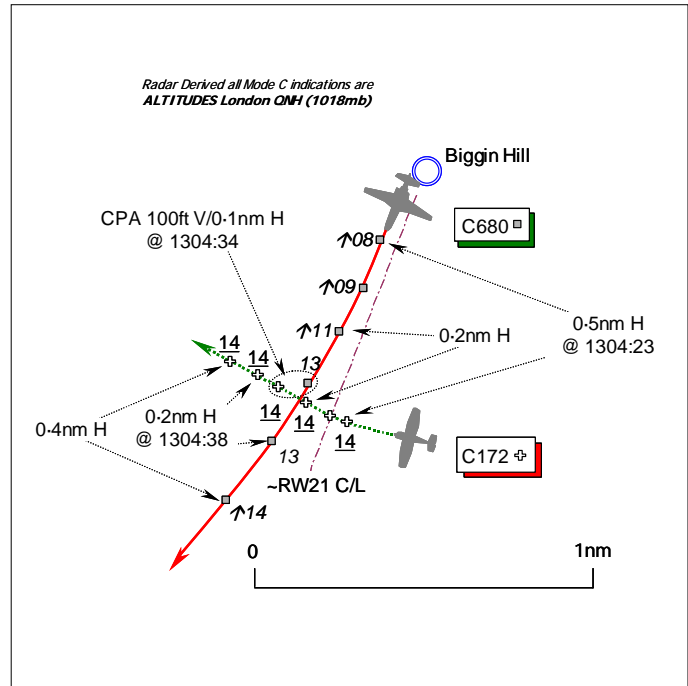 Radar Derived all Mode C indications are
ALTITUDES London QNH (1018mb)
Biggin Hill
CPA 100ft V/0·1nm H
@ 1304:34
C680
↑08
↑09
0·5nm H
@ 1304:23
↑11
0·2nm H
14
14
13
14
14
14
0·4nm H
0·2nm H
@ 1304:38
13
C172
~RW21 C/L
↑14
0
1nm